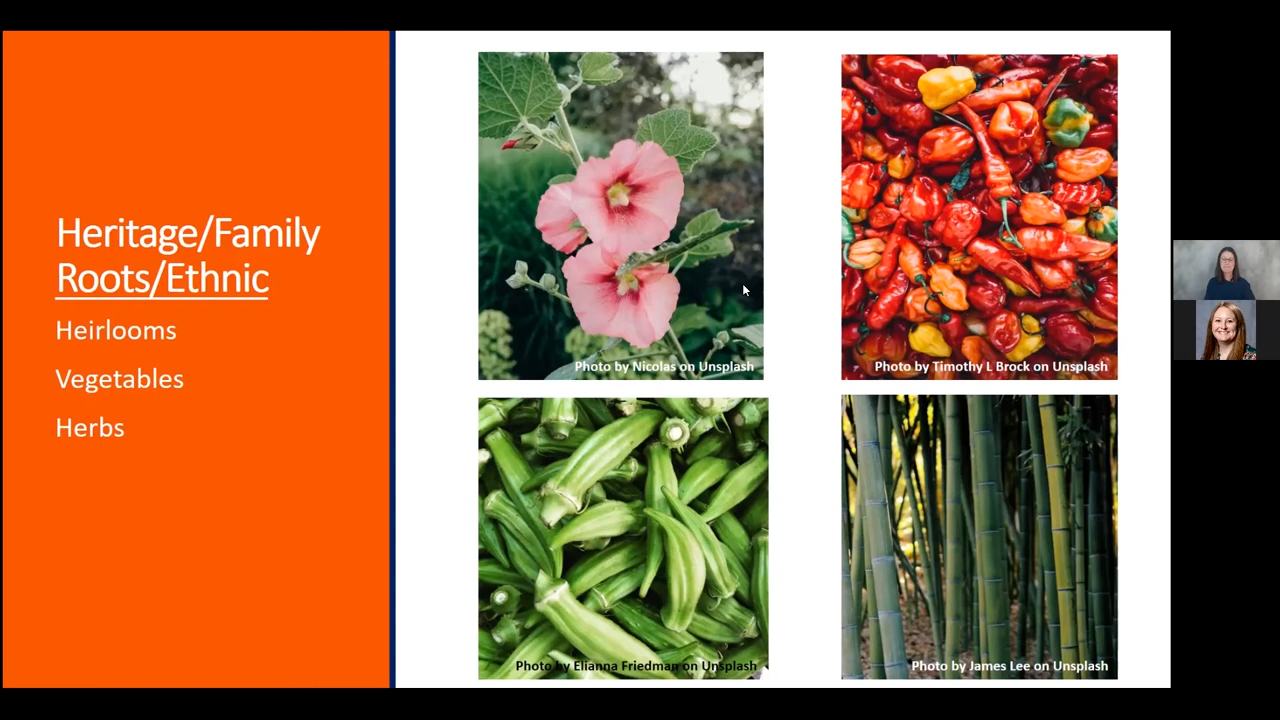 Heritage/Family
Roots/Ethnic
Heirlooms
Vegetables
Herbs
Photo by Nicolas on Unsplash
Photo by Timothy L Brock on Unsplash
Photo by Elianna Friedman on Unsplash
Photo by James Lee on Unsplash